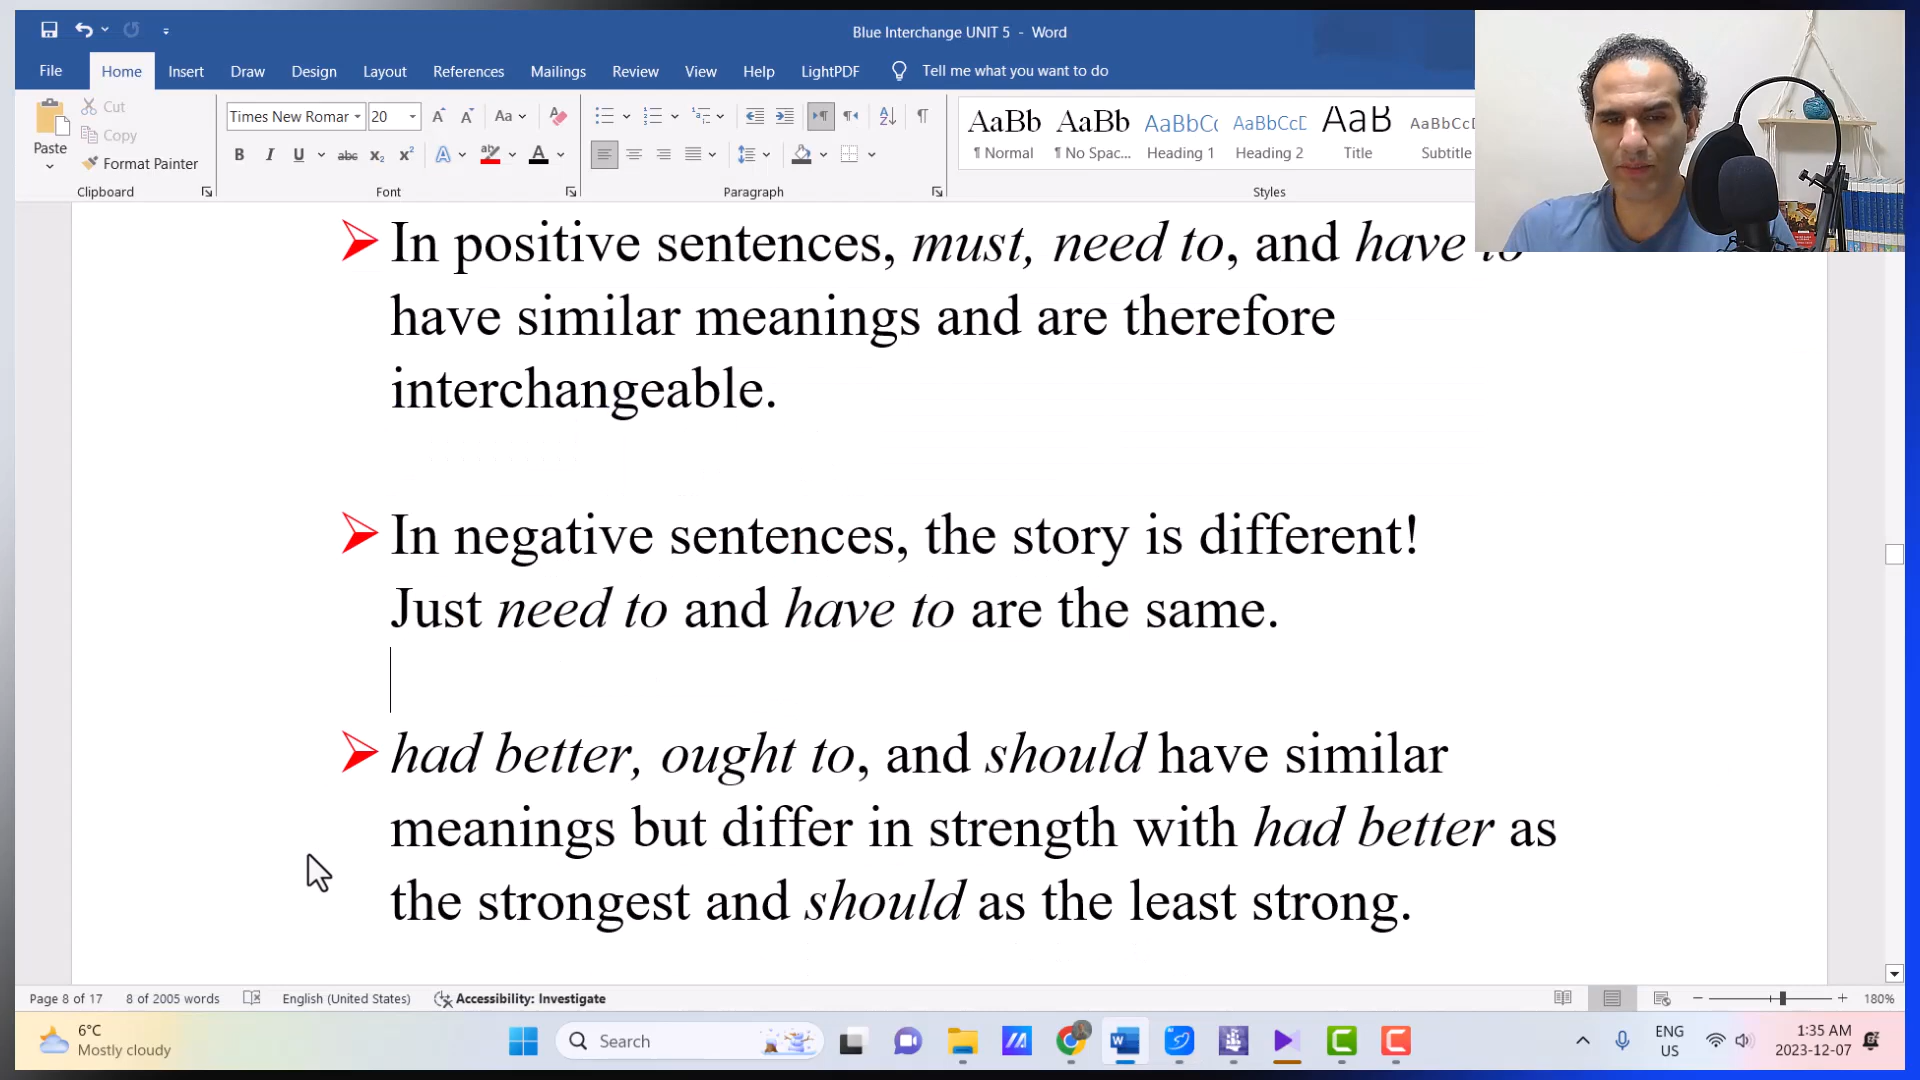 Blue Interchange UNIT 5 - Word
File Home Insert Draw Design Layout References Mailings Review View Help LightPDF Tell me what you want to do
Paste
Cut
Copy
Format Painter
Clipboard
Times New Romar 20
Font
Paragraph
AaBb
¶ Normal
AaBb
¶ No Spac...
AaBbCc
Heading 1
AaBbCcD
Heading 2
AaB
Title
AaBbCcD
Subtitle
Styles
In positive sentences, must, need to, and have to
have similar meanings and are therefore
interchangeable.
In negative sentences, the story is different!
Just need to and have to are the same.
had better, ought to, and should have similar
meanings but differ in strength with had better as
the strongest and should as the least strong.
Page 8 of 17 8 of 2005 words English (United States) Accessibility: Investigate 180%
6°C
Mostly cloudy
Search
ENG
US
1:35 AM
2023-12-07